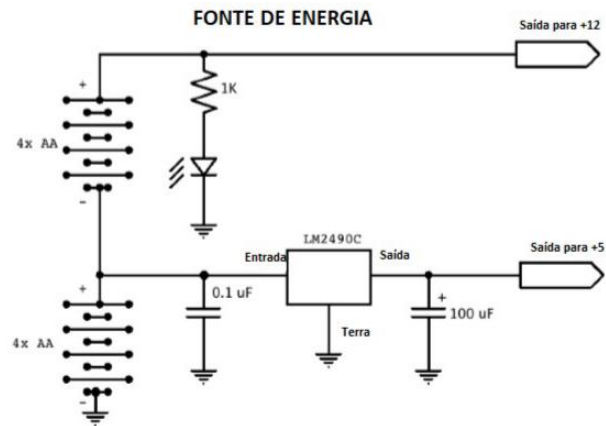 FONTE DE ENERGIA
Saída para +12
+
1K
4x AA
-
LM2490C
Entrada
Saída
Saída para +5
+
0.1 uF
+
100 uF
Terra
4x AA
-